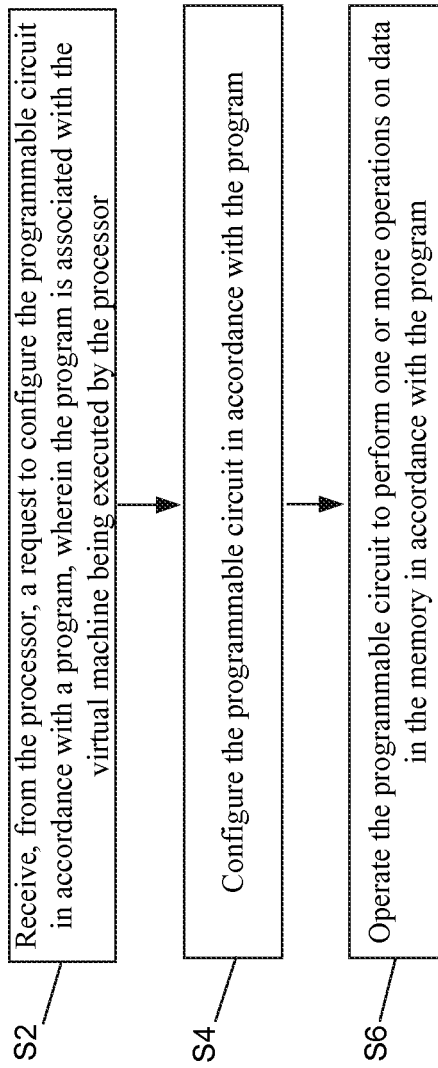 S2
Receive, from the processor, a request to configure the programmable circuit
in accordance with a program, wherein the program is associated with the
virtual machine being executed by the processor
S4
Configure the programmable circuit in accordance with the program
S6
Operate the programmable circuit to perform one or more operations on data
in the memory in accordance with the program